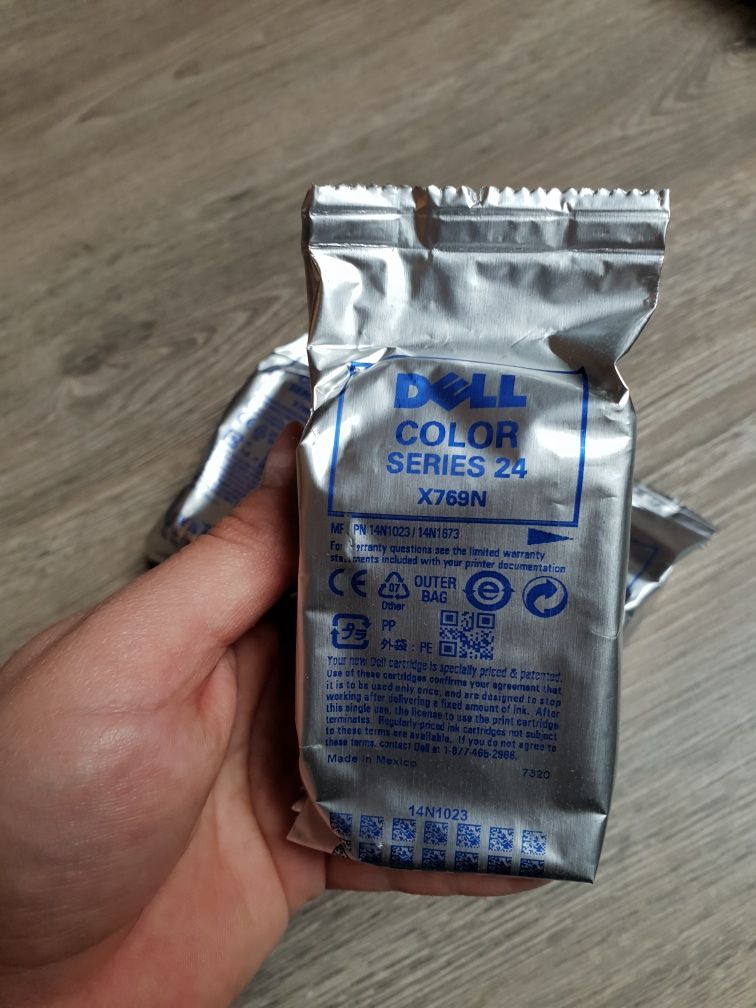 DELL
COLOR
SERIES 24
X769N
PN 14N1023 / 14N1673
For warranty questions see the limited warranty
statements included with your printer documentation
CE 07 OUTER
Other BAG
プラ PP
外袋 : PE
Your new Dell cartridge is specially priced & patented.
Use of these cartridges confirms your agreement that
it is to be used only once, and are designed to stop
working after delivering a fixed amount of ink. After
this single use, the license to use the print cartridge
terminates. Regularly-priced ink cartridges not subject
to these terms are available. If you do not agree to
these terms, contact Dell at 1-877-465-2968.
Made in Mexico
7320
14N1023